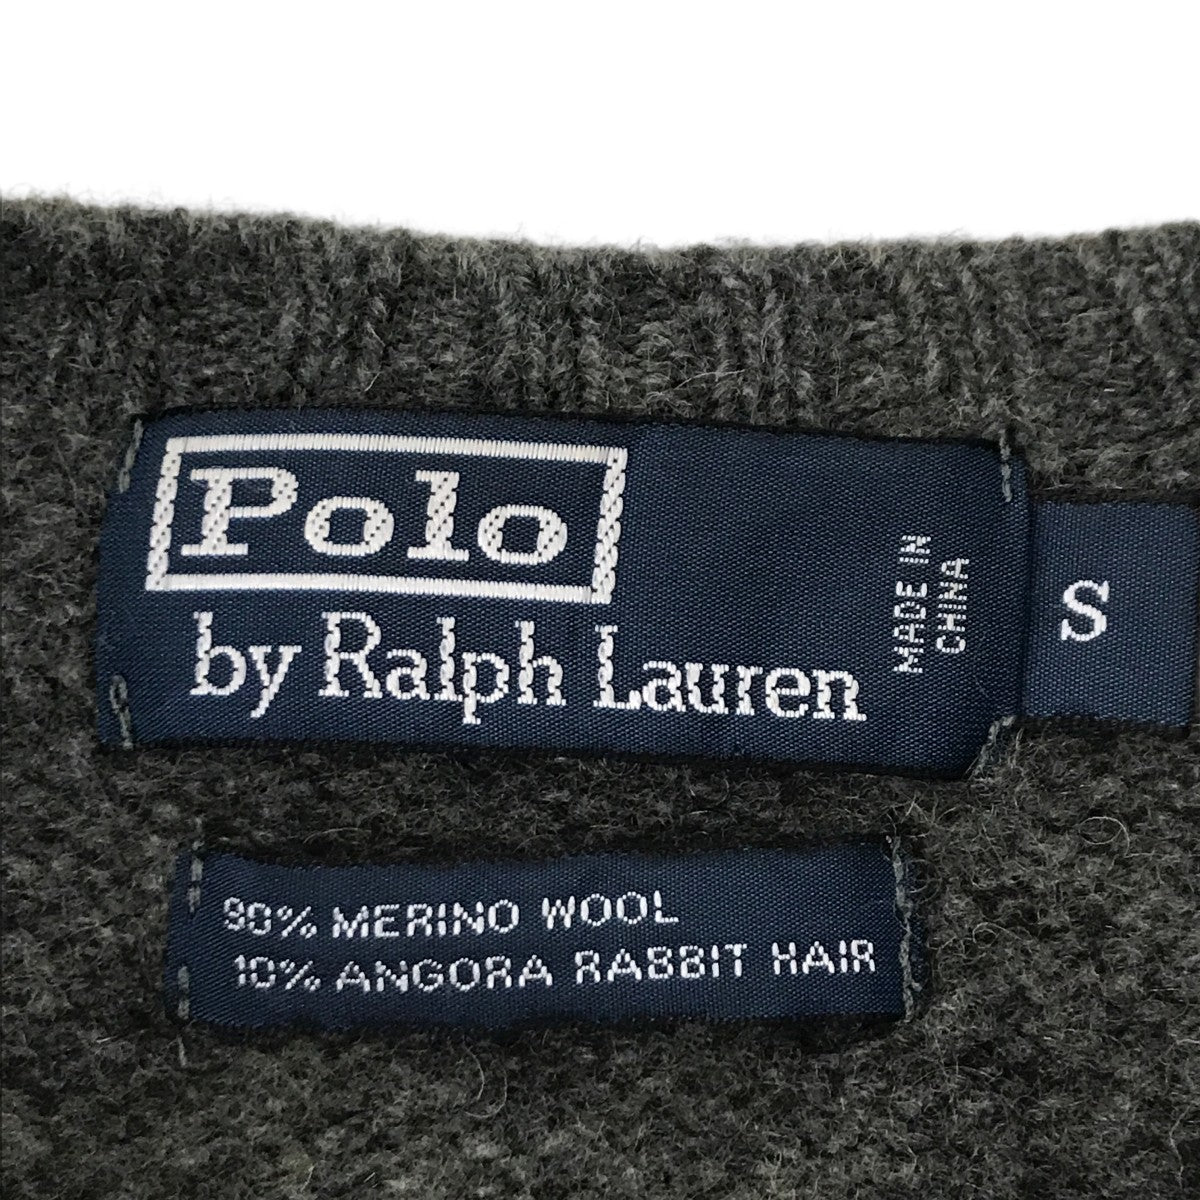 Polo
by Ralph Lauren
MADE IN
CHINA
S
90% MERINO WOOL
10% ANGORA RABBIT HAIR